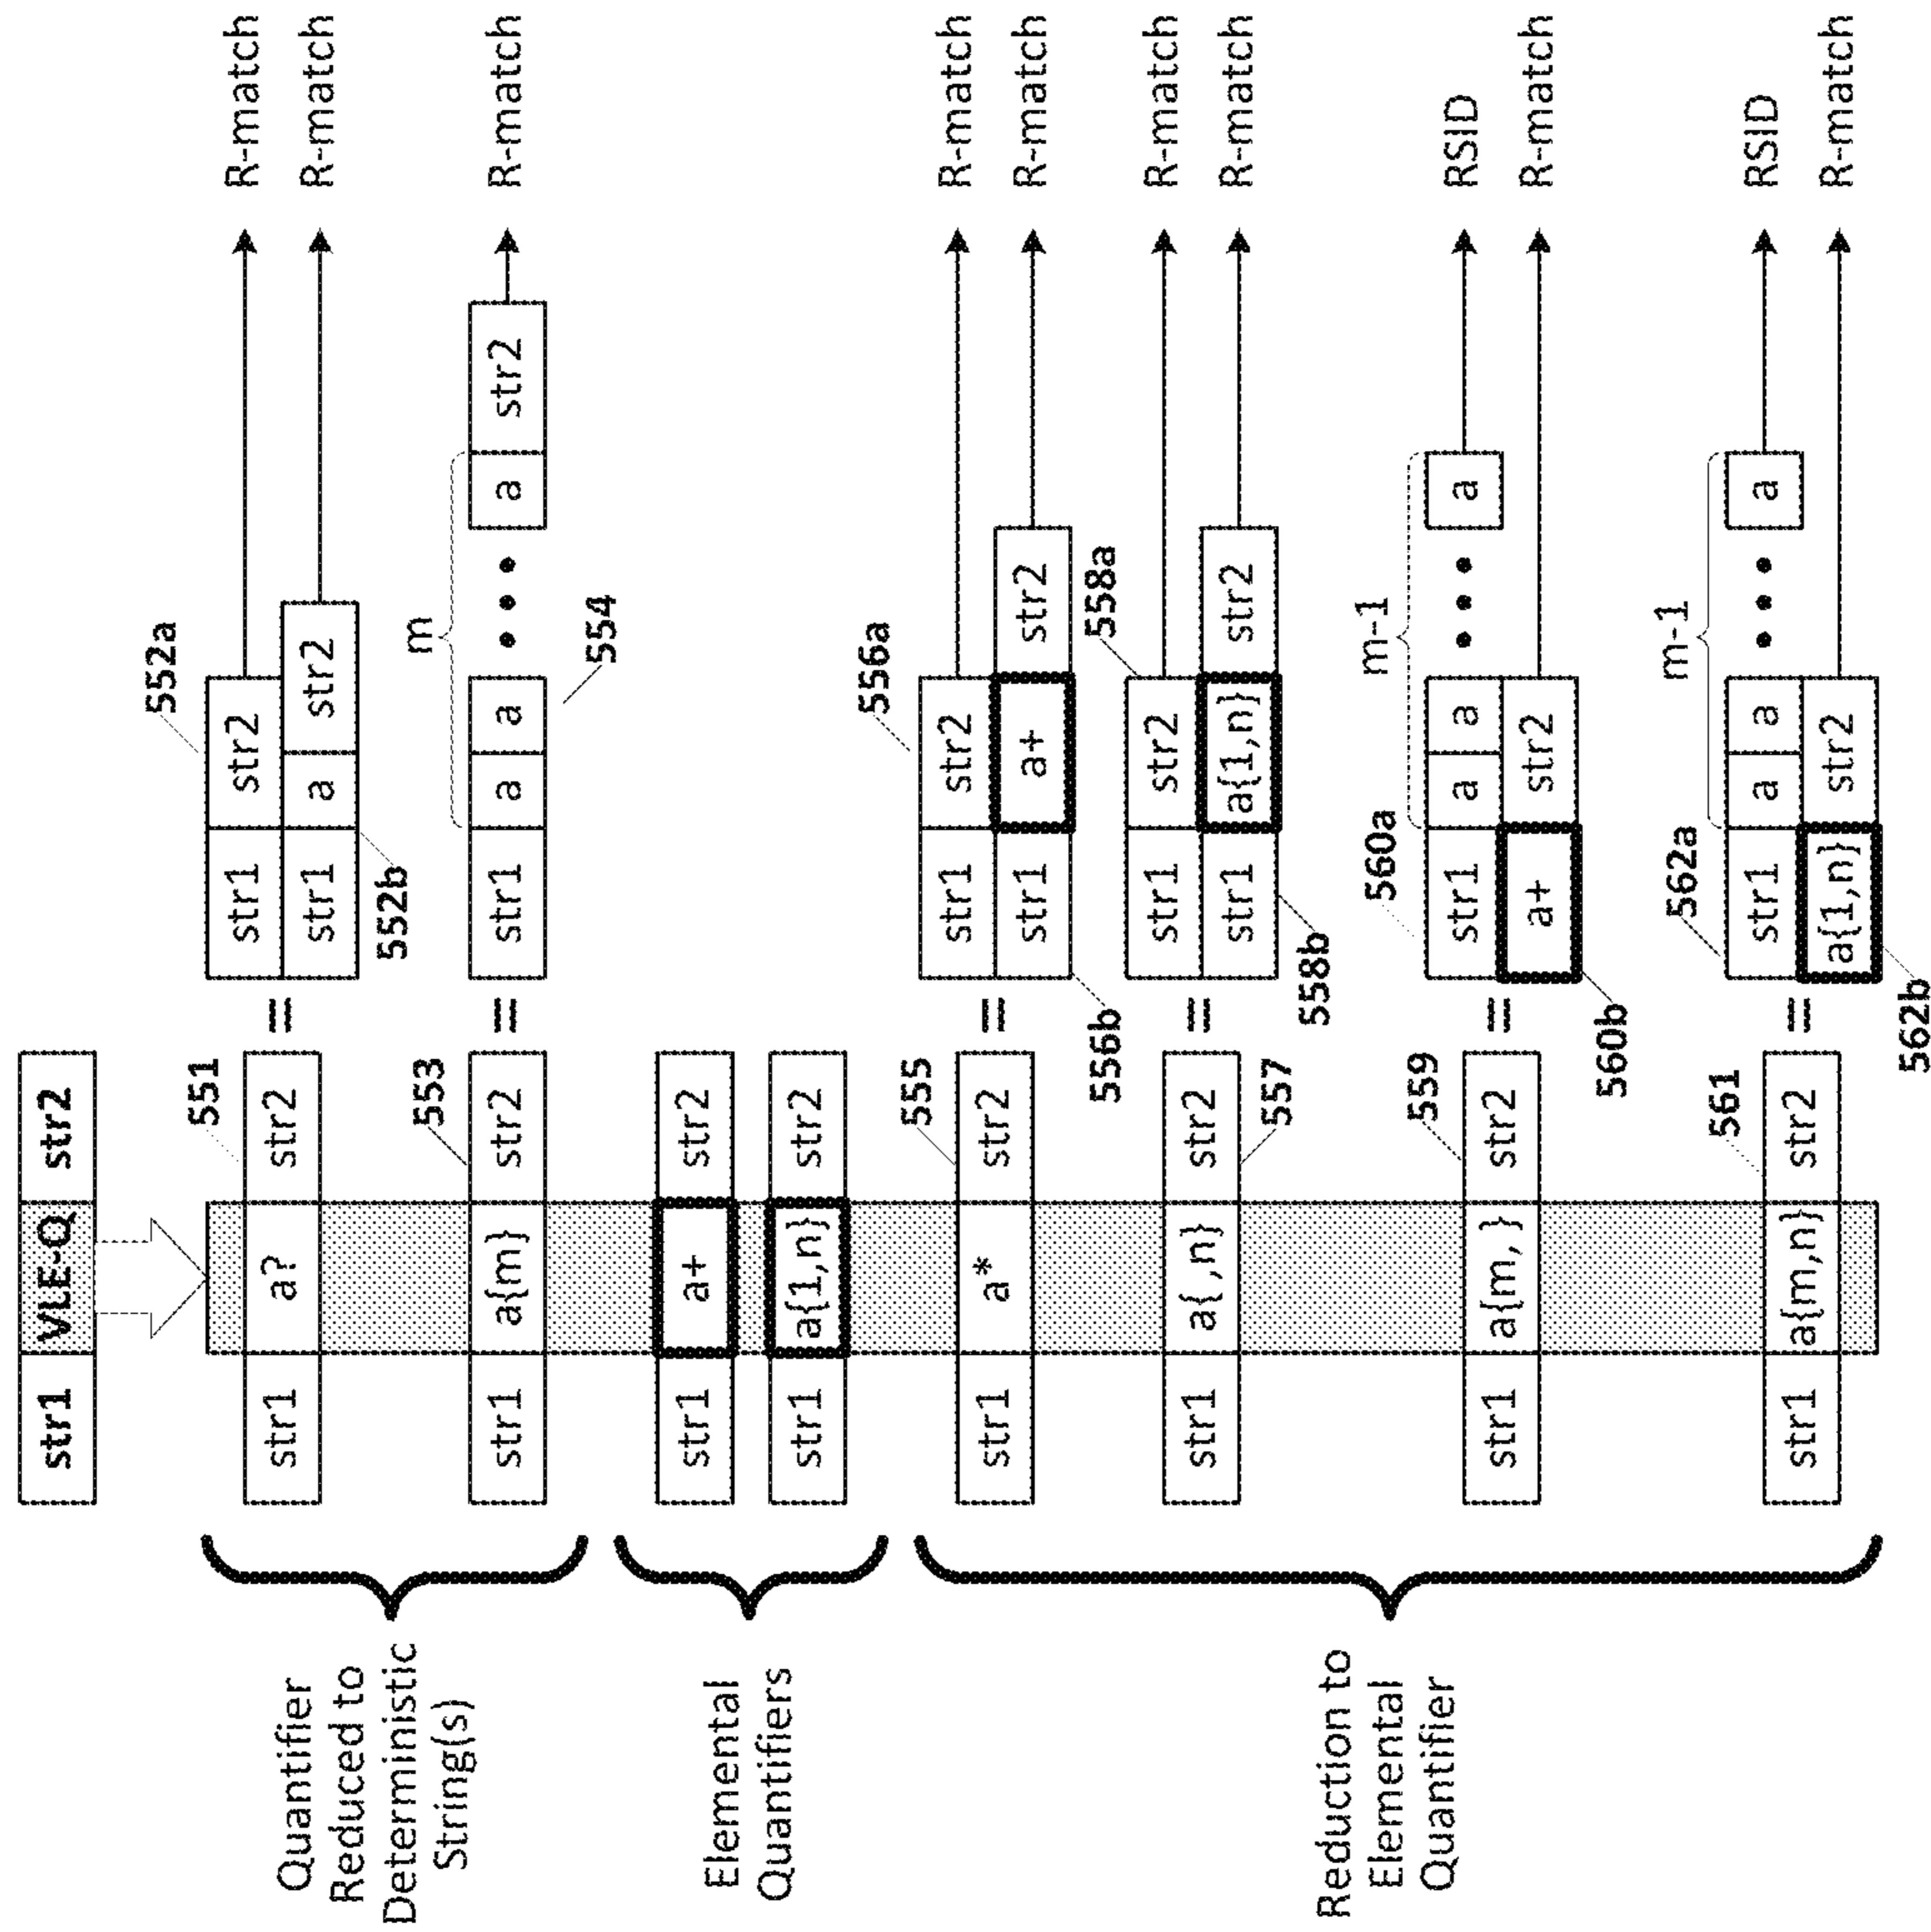 str1 VLE-Q str2
Quantifier
Reduced to
Deterministic
String(s)
551
str1 a? str2 = str1 str2 R-match
552a
str1 a str2 R-match
552b
553
m
str1 a{m} str2 = str1 a a • • • a str2 R-match
554
Elemental
Quantifiers
str1 a+ str2
str1 a{1,n} str2
Reduction to
Elemental
Quantifier
555
556a
str1 a* str2 = str1 str2 R-match
str1 a+ str2 R-match
556b
558a
str1 a{,n} str2 = str1 str2 R-match
557
str1 a{1,n} str2 R-match
558b
559
560a
m-1
str1 a{m,} str2 = str1 a a • • • a RSID
a+ str2 R-match
560b
561
562a
m-1
str1 a{m,n} str2 = str1 a a • • • a RSID
a{1,n} str2 R-match
562b